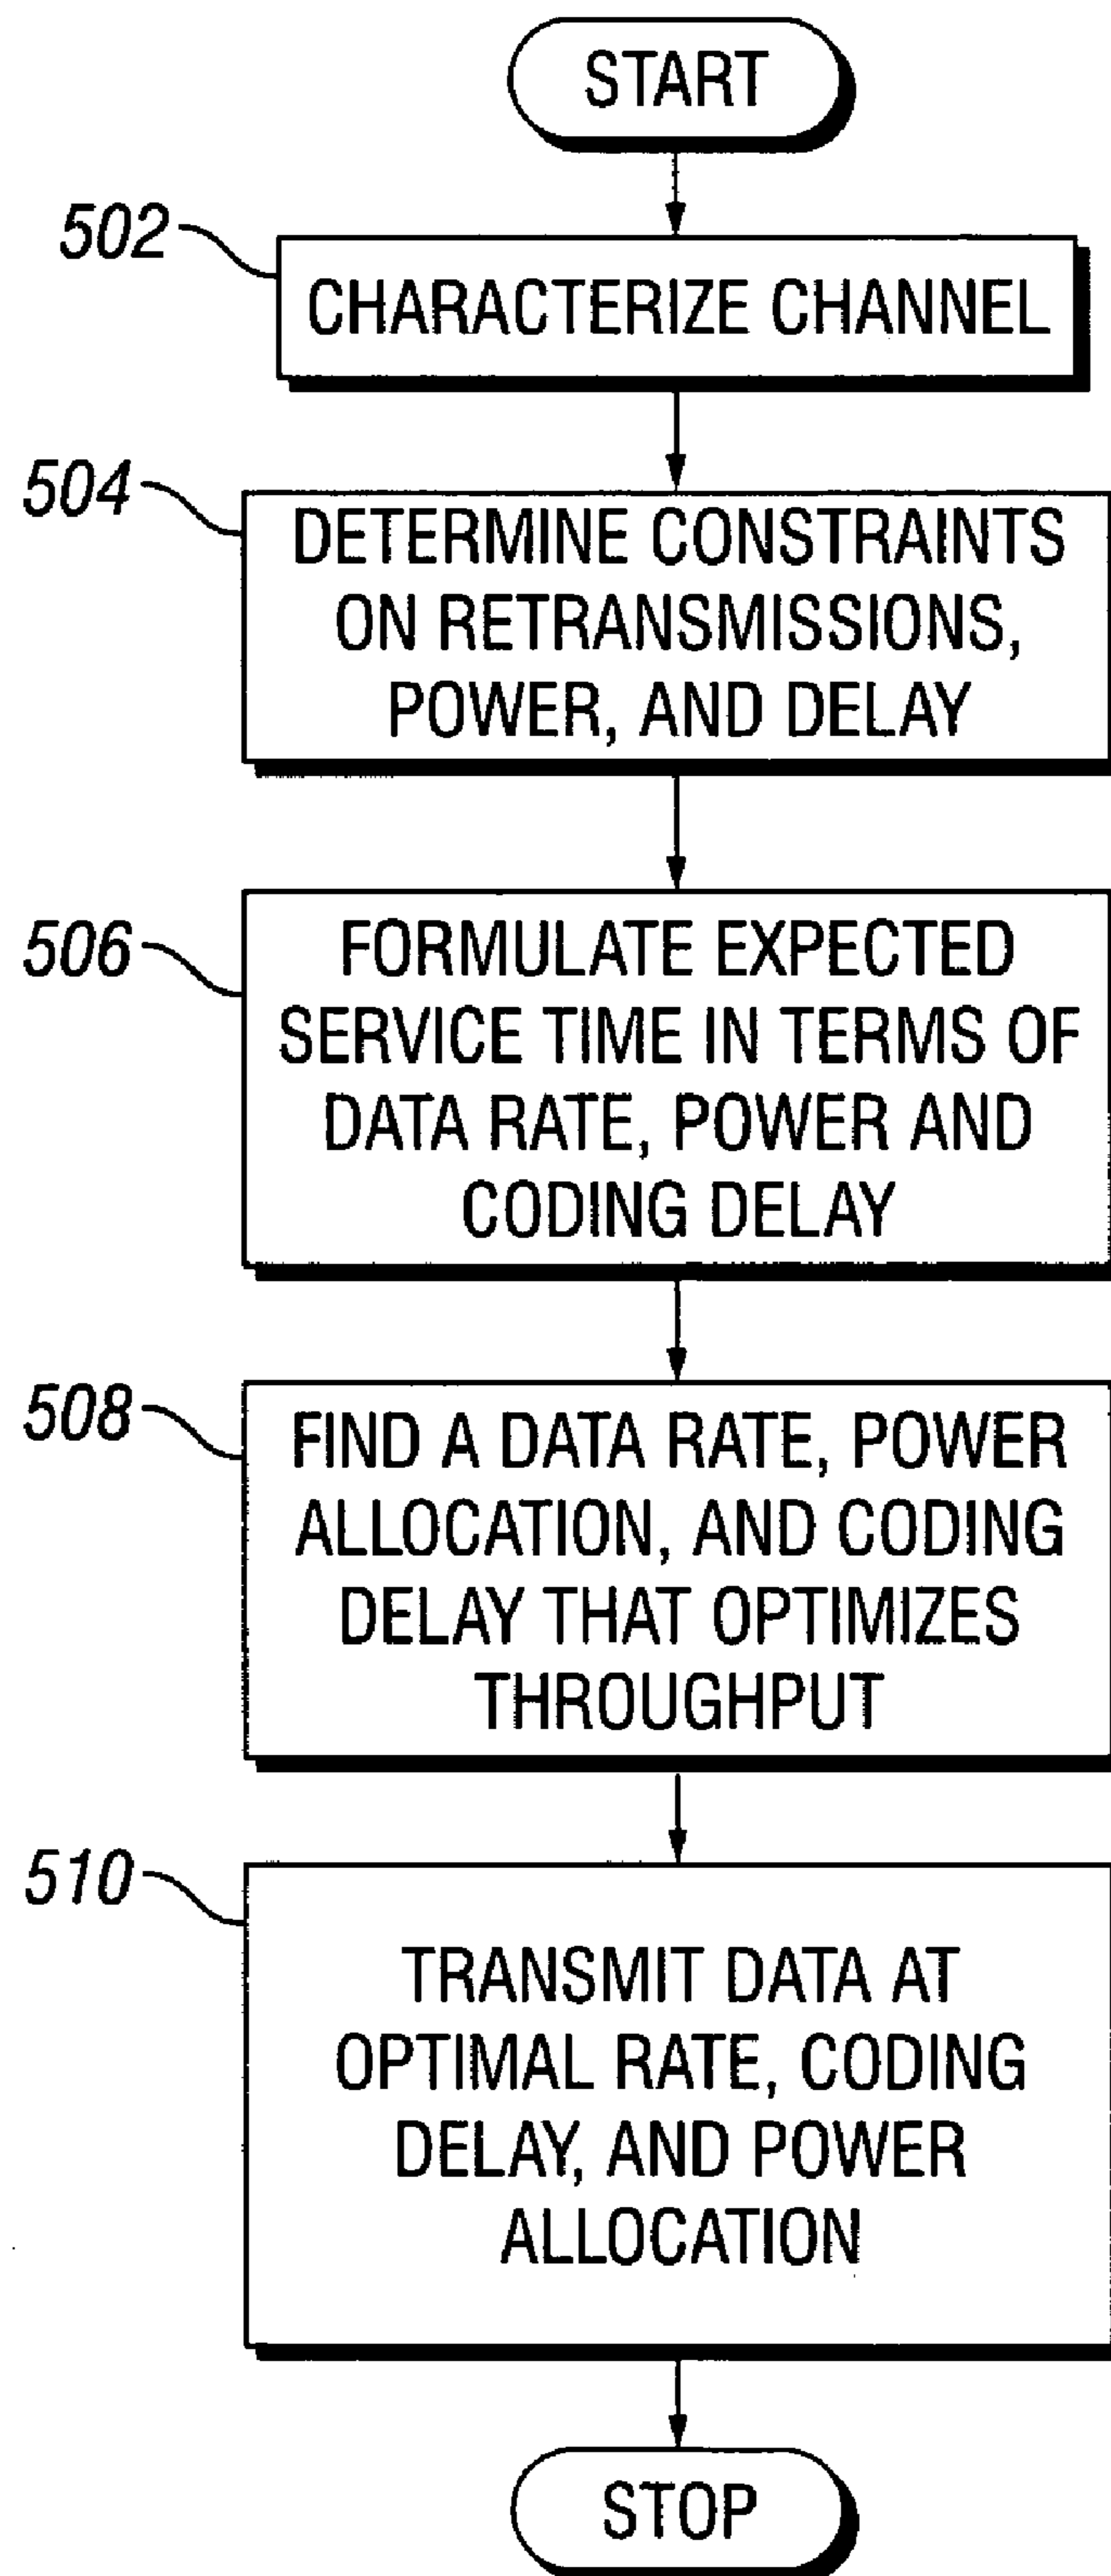 START
502
CHARACTERIZE CHANNEL
504
DETERMINE CONSTRAINTS
ON RETRANSMISSIONS,
POWER, AND DELAY
506
FORMULATE EXPECTED
SERVICE TIME IN TERMS OF
DATA RATE, POWER AND
CODING DELAY
508
FIND A DATA RATE, POWER
ALLOCATION, AND CODING
DELAY THAT OPTIMIZES
THROUGHPUT
510
TRANSMIT DATA AT
OPTIMAL RATE, CODING
DELAY, AND POWER
ALLOCATION
STOP